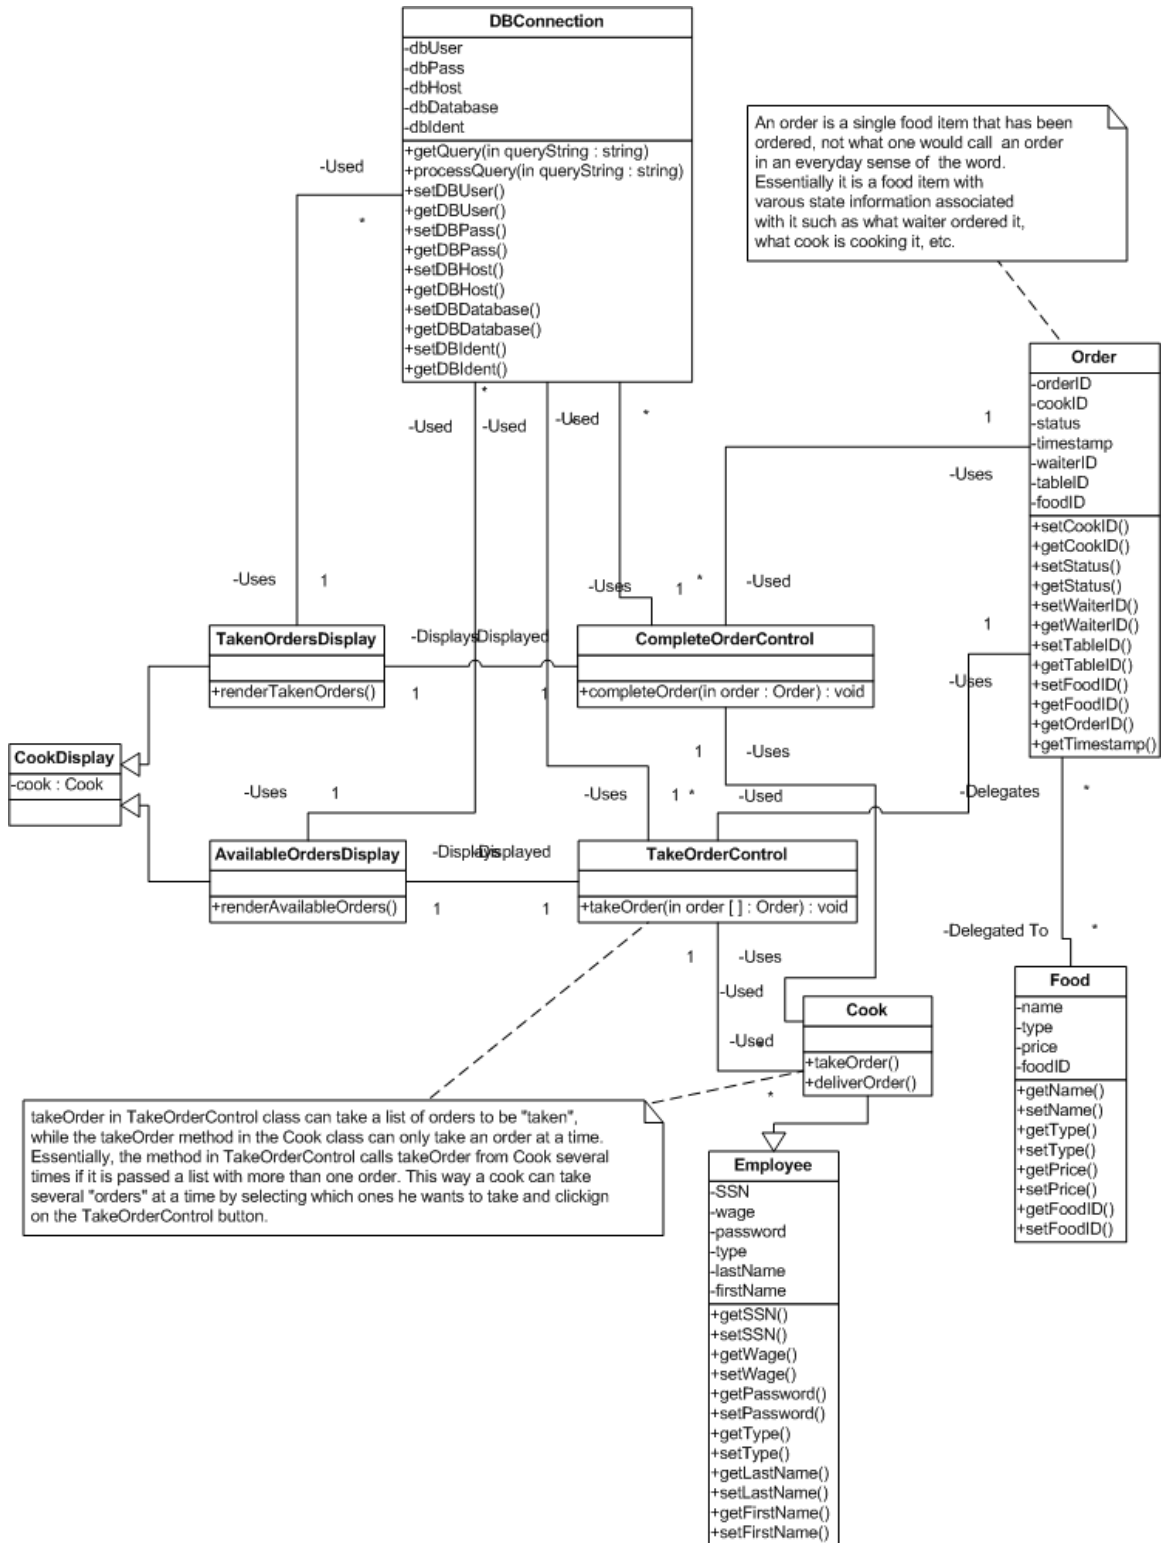 DBConnection
-dbUser
-dbPass
-dbHost
-dbDatabase
-dbIdent
+getQuery(in queryString : string)
+processQuery(in queryString : string)
+setDBUser()
+getDBUser()
+setDBPass()
+getDBPass()
+setDBHost()
+getDBHost()
+setDBDatabase()
+getDBDatabase()
+setDBIdent()
+getDBIdent()
-Used
*
An order is a single food item that has been
ordered, not what one would call an order
in an everyday sense of the word.
Essentially it is a food item with
varous state information associated
with it such as what waiter ordered it,
what cook is cooking it, etc.
Order
-orderID
-cookID
-status
-timestamp
-waiterID
-tableID
-foodID
+setCookID()
+getCookID()
+setStatus()
+getStatus()
+setWaiterID()
+getWaiterID()
+setTableID()
+getTableID()
+setFoodID()
+getFoodID()
+getOrderID()
+getTimestamp()
*
-Used
-Used
*
-Used
*
1
-Uses
-Uses
1
-Uses
1
*
-Used
1
-Uses
TakenOrdersDisplay
+renderTakenOrders()
-Displays
-Displayed
1
1
CompleteOrderControl
+completeOrder(in order : Order) : void
CookDisplay
-cook : Cook
1
-Uses
-Uses
1
-Uses
1
*
-Used
-Delegates
*
AvailableOrdersDisplay
+renderAvailableOrders()
-Displays
-Displayed
1
1
TakeOrderControl
+takeOrder(in order [ ] : Order) : void
-Delegated To
*
1
-Uses
-Used
-Used
*
*
Cook
+takeOrder()
+deliverOrder()
Food
-name
-type
-price
-foodID
+getName()
+setName()
+getType()
+setType()
+getPrice()
+setPrice()
+getFoodID()
+setFoodID()
takeOrder in TakeOrderControl class can take a list of orders to be "taken",
while the takeOrder method in the Cook class can only take an order at a time.
Essentially, the method in TakeOrderControl calls takeOrder from Cook several
times if it is passed a list with more than one order. This way a cook can take
several "orders" at a time by selecting which ones he wants to take and clickign
on the TakeOrderControl button.
Employee
-SSN
-wage
-password
-type
-lastName
-firstName
+getSSN()
+setSSN()
+getWage()
+setWage()
+getPassword()
+setPassword()
+getType()
+setType()
+getLastName()
+setLastName()
+getFirstName()
+setFirstName()